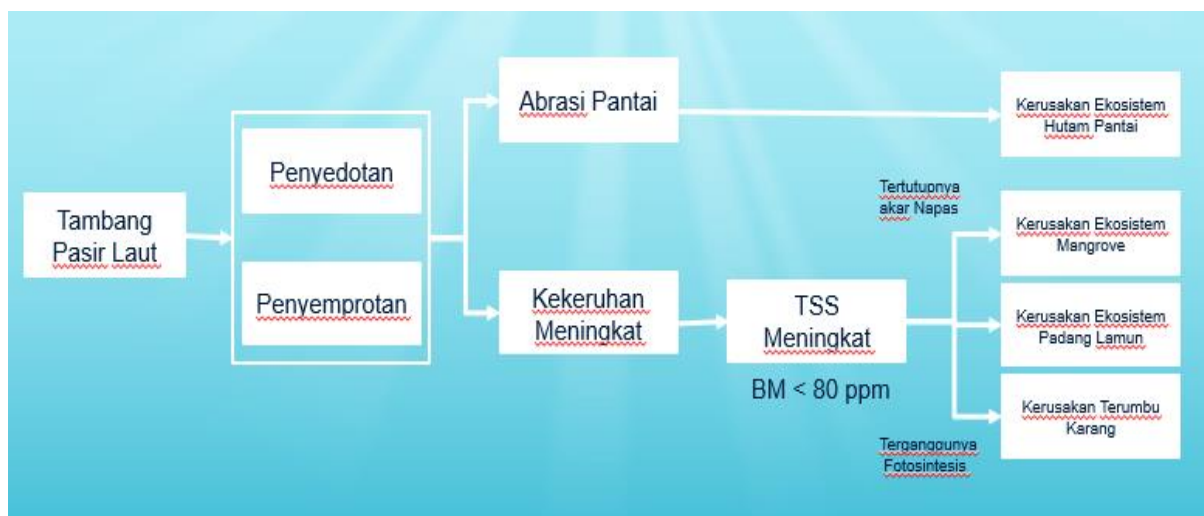 Tambang
Pasir Laut
Penyedotan
Penyemprotan
Abrasi Pantai
Kekeruhan
Meningkat
TSS
Meningkat
BM < 80 ppm
Kerusakan Ekosistem
Hutam Pantai
Tertutupnya
akar Napas
Kerusakan Ekosistem
Mangrove
Kerusakan Ekosistem
Padang Lamun
Kerusakan Terumbu
Karang
Terganggunya
Fotosintesis